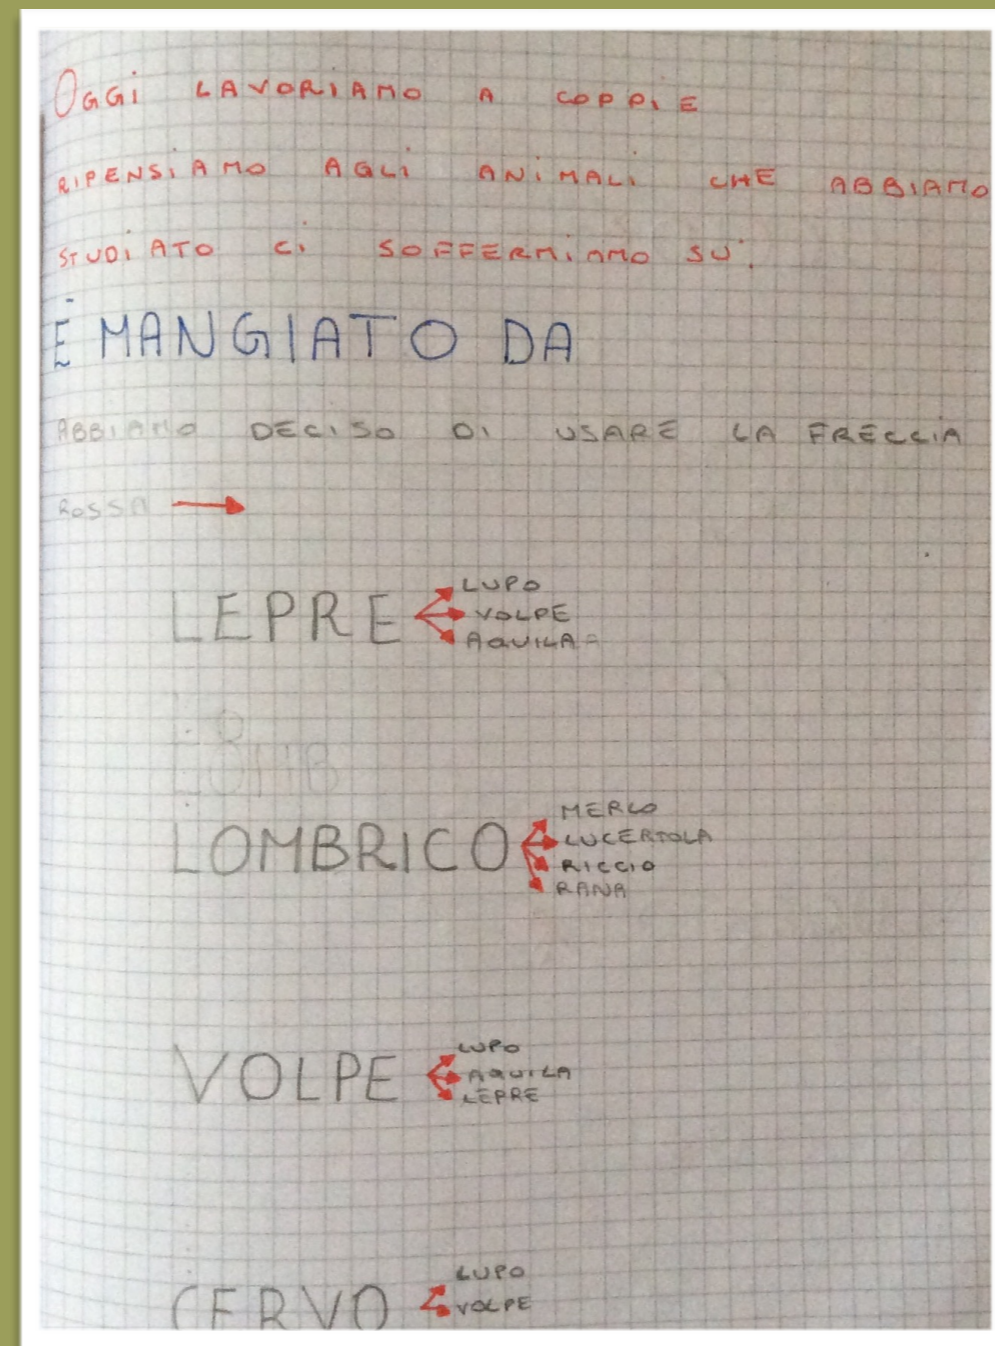 OGGI LAVORIAMO A COPPIE
RIPENSIAMO AGLI ANIMALI CHE ABBIAMO
STUDIATO CI SOFFERMIAMO SU:
È MANGIATO DA
ABBIAMO DECISO DI USARE LA FRECCIA
ROSSA →
LEPRE
LUPO
VOLPE
AQUILA
LOMB
LOMBRICO
MERLO
LUCERTOLA
RICCIO
RANA
VOLPE
LUPO
AQUILA
LEPRE
CERVO
LUPO
VOLPE